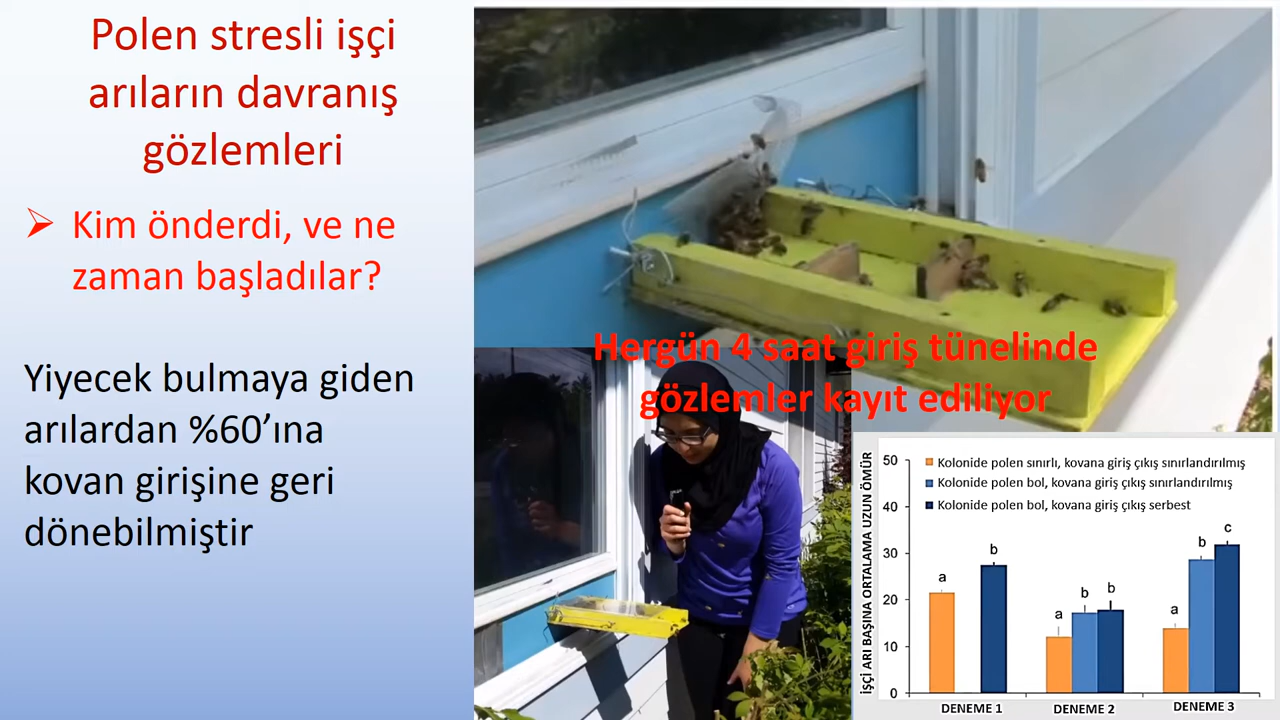 Polen stresli işçi
arıların davranış
gözlemleri
➢ Kim önderdi, ve ne
zaman başladılar?
Yiyecek bulmaya giden
arılardan %60’ına
kovan girişine geri
dönebilmiştir
Hergün 4 saat giriş tünelinde
gözlemler kayıt ediliyor
İŞÇİ ARI BAŞINA ORTALAMA UZUN ÖMÜR
50
40
30
20
10
0
Kolonide polen sınırlı, kovana giriş çıkış sınırlandırılmış
Kolonide polen bol, kovana giriş çıkış sınırlandırılmış
Kolonide polen bol, kovana giriş çıkış serbest
a
b
a
b
b
a
b
c
DENEME 1
DENEME 2
DENEME 3